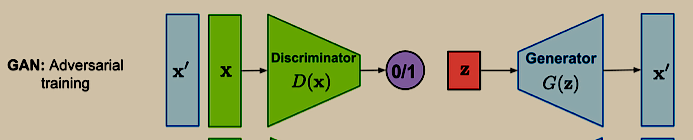 GAN: Adversarial
training
x′
x
Discriminator
D(x)
0/1
z
Generator
G(z)
x′